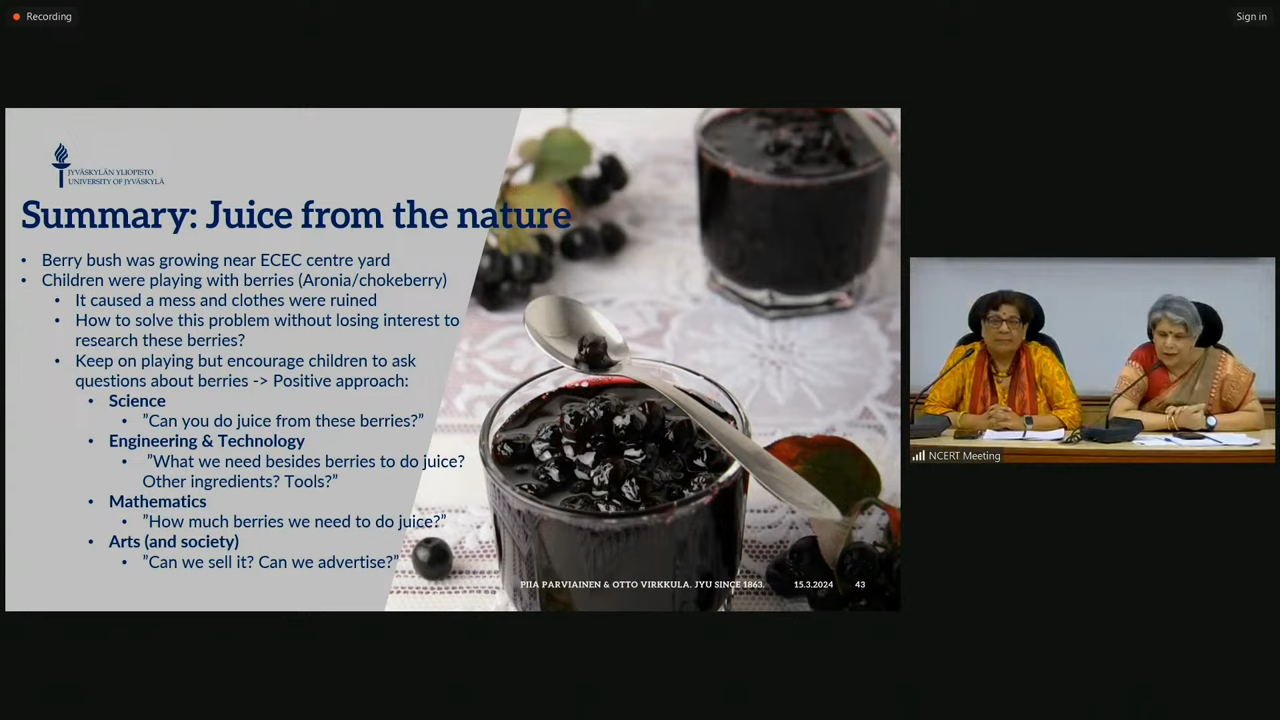 Recording
Sign in
JYVÄSKYLÄN YLIOPISTO
UNIVERSITY OF JYVÄSKYLÄ
Summary: Juice from the nature
• Berry bush was growing near ECEC centre yard
• Children were playing with berries (Aronia/chokeberry)
• It caused a mess and clothes were ruined
• How to solve this problem without losing interest to
research these berries?
• Keep on playing but encourage children to ask
questions about berries -> Positive approach:
• Science
• ”Can you do juice from these berries?”
• Engineering & Technology
• ”What we need besides berries to do juice?
Other ingredients? Tools?”
• Mathematics
• ”How much berries we need to do juice?”
• Arts (and society)
• ”Can we sell it? Can we advertise?”
PIIA PARVIAINEN & OTTO VIRKKULA. JYU SINCE 1863. 15.3.2024 43
NCERT Meeting